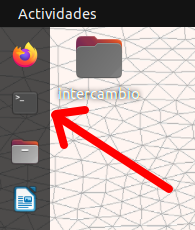 Actividades
Intercambio
>_